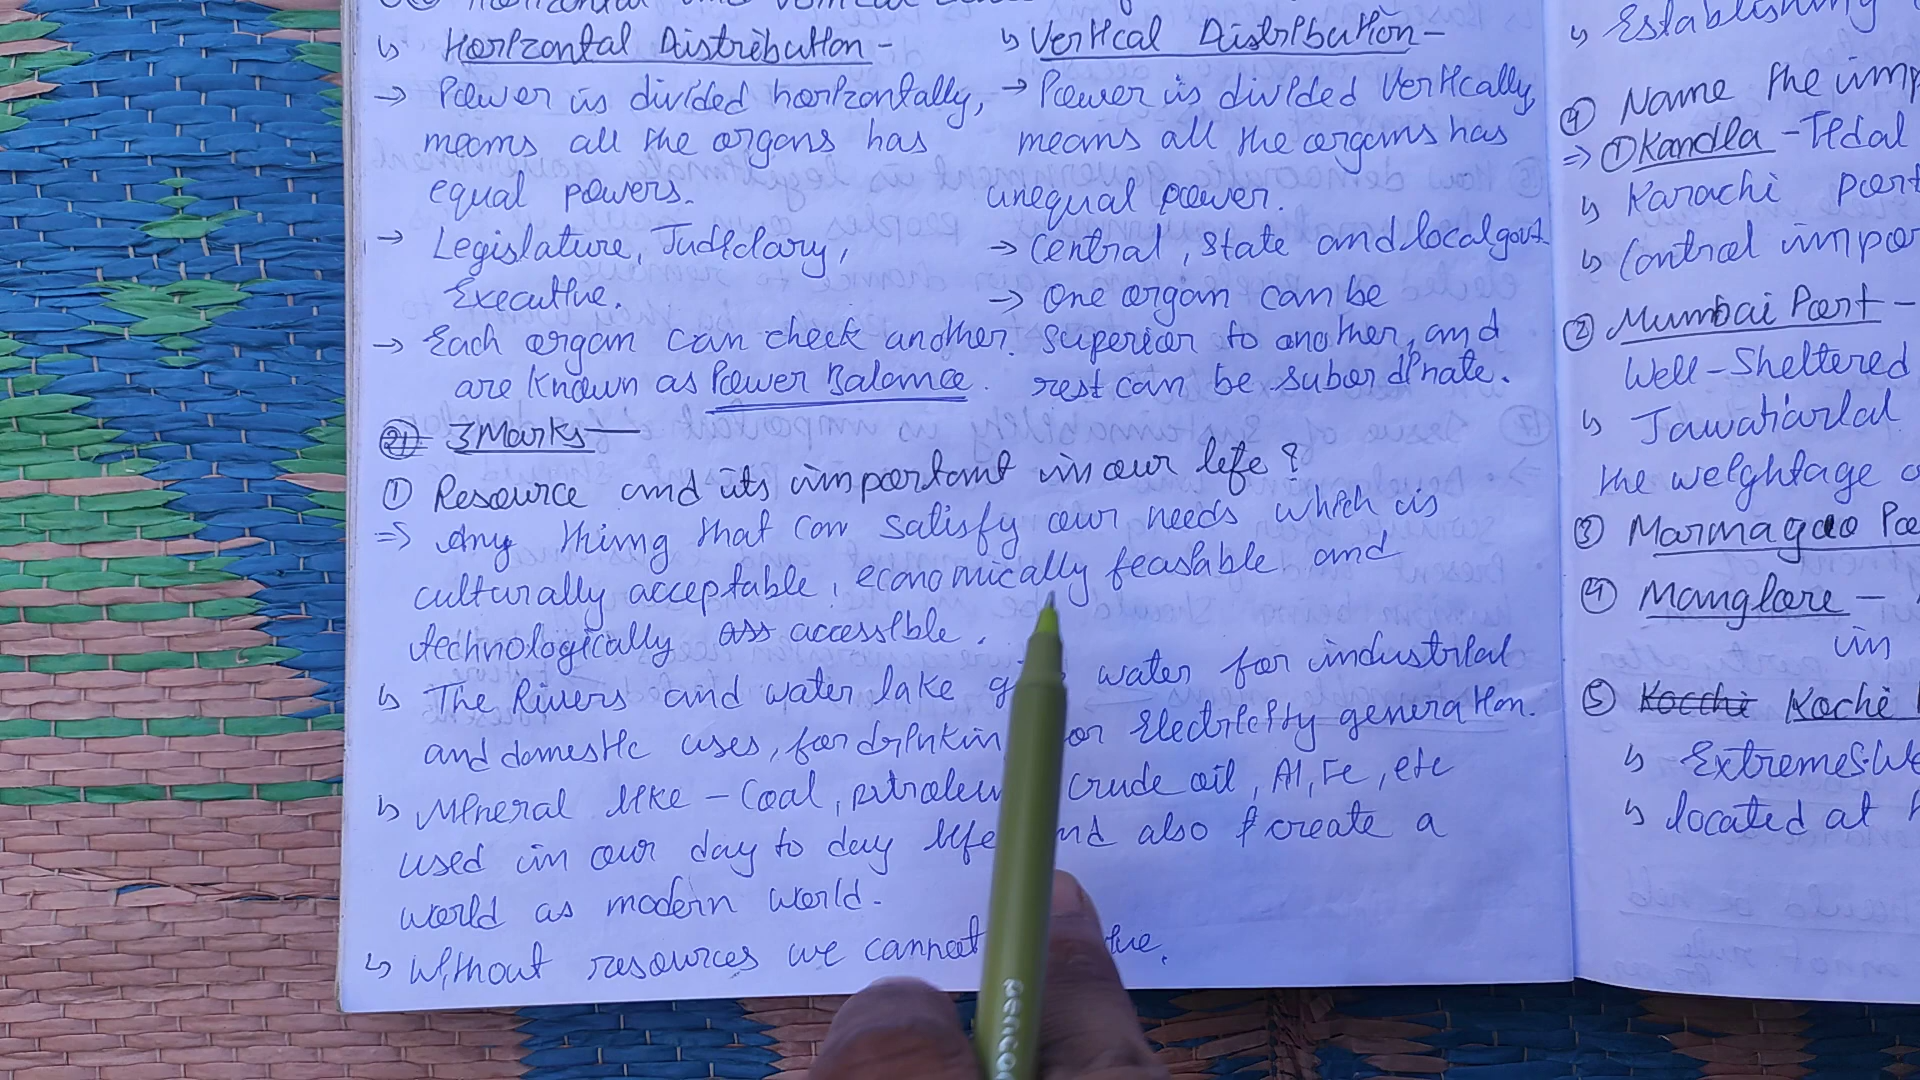 ↳ Horizontal Distribution -
→ Power is divided horizontally,
means all the organs has
equal powers.
→ Legislature, Judiciary,
Executive.
→ Each organ can check another.
are known as Power Balance.
↳ Vertical Distribution -
→ Power is divided Vertically
means all the organs has
unequal power.
→ Central, State and local govt
→ One organ can be
superior to another, and
rest can be subordinate.
21 3 Marks —
① Resource and its important in our life?
⇒ Any thing that can satisfy our needs which is
culturally acceptable, economically feasable and
technologically ass accessible.
↳ The Rivers and water lake water for industrial
and domestic uses, for drinkin or Electricity generation.
↳ Mineral like - Coal, petroleum crude oil, Al, Fe, etc
used in our day to day life and also create a
world as modern world.
↳ Without resources we cannot
↳ Establishing
④ Name the imp
⇒ ① Kandla - Tidal
↳ Karachi port
↳ Control impo
② Mumbai Port -
Well-Sheltered
↳ Jawaharlal
the weightage o
③ Marmagao Po
④ Manglore -
in
⑤ Kocchi Kochi
↳ Extreme S.We
↳ located at